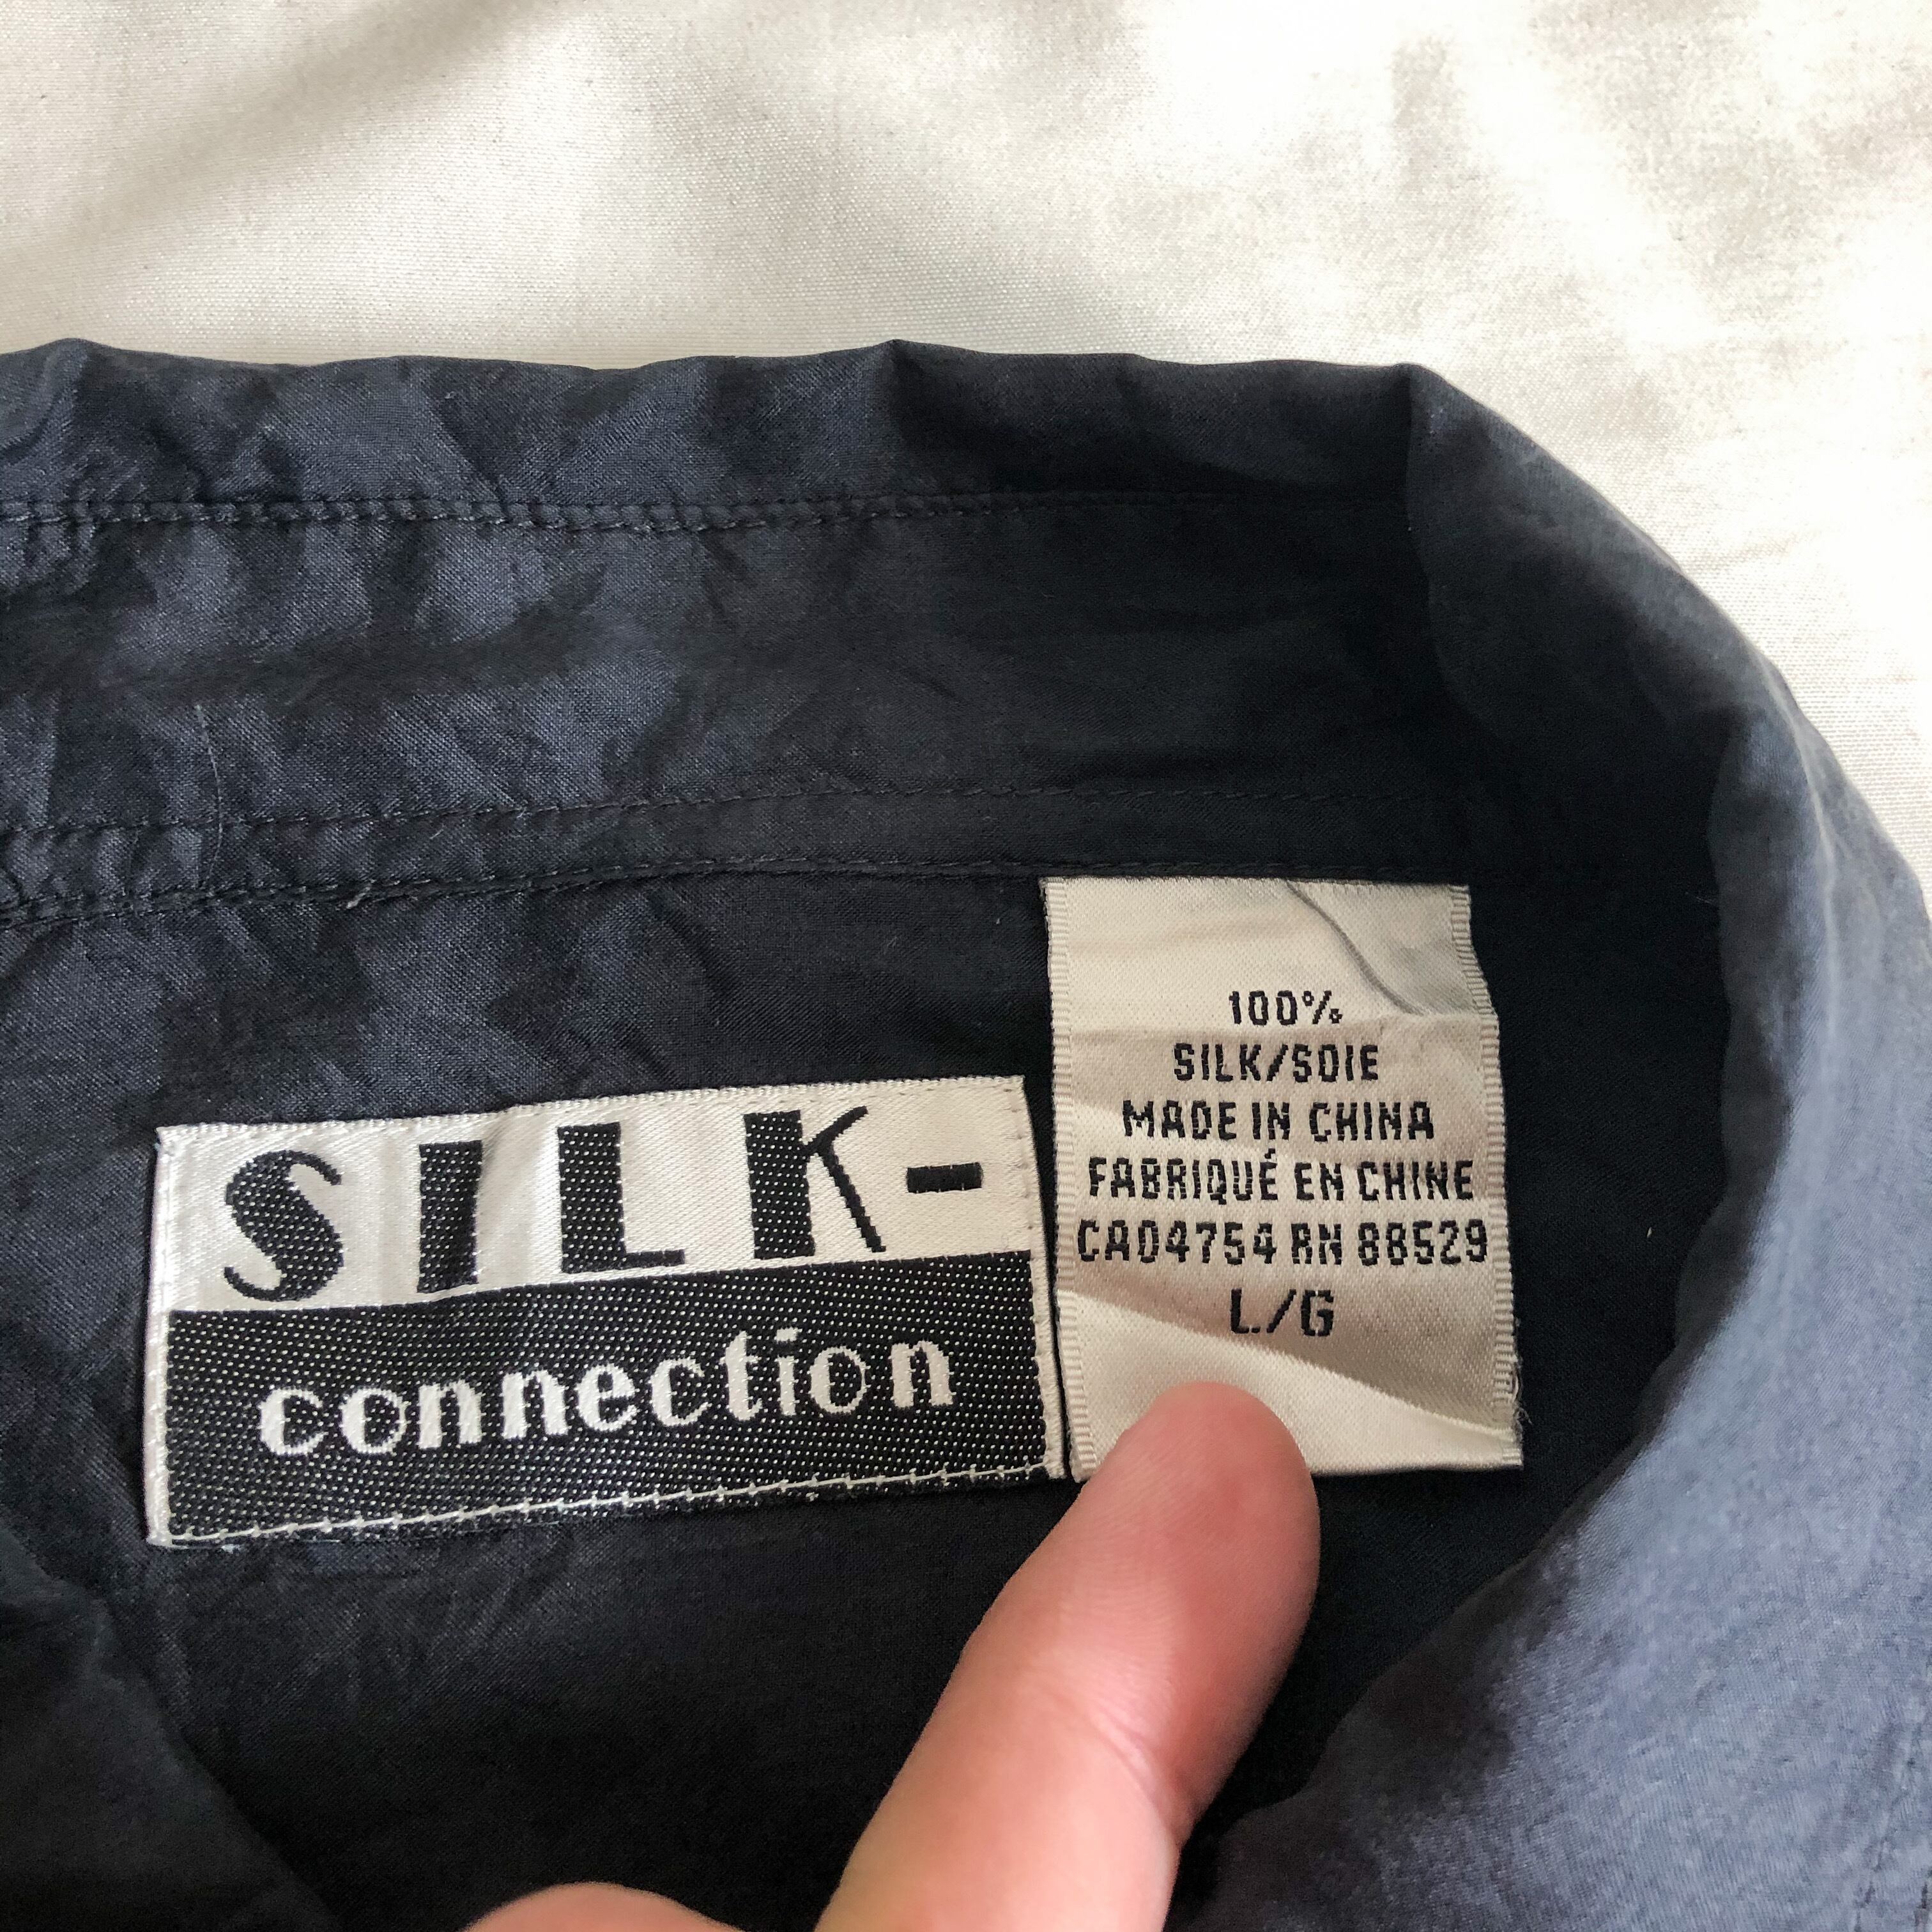 SILK-
connection
100%
SILK/SOIE
MADE IN CHINA
FABRIQUÉ EN CHINE
CA04754 RN 88529
L/G